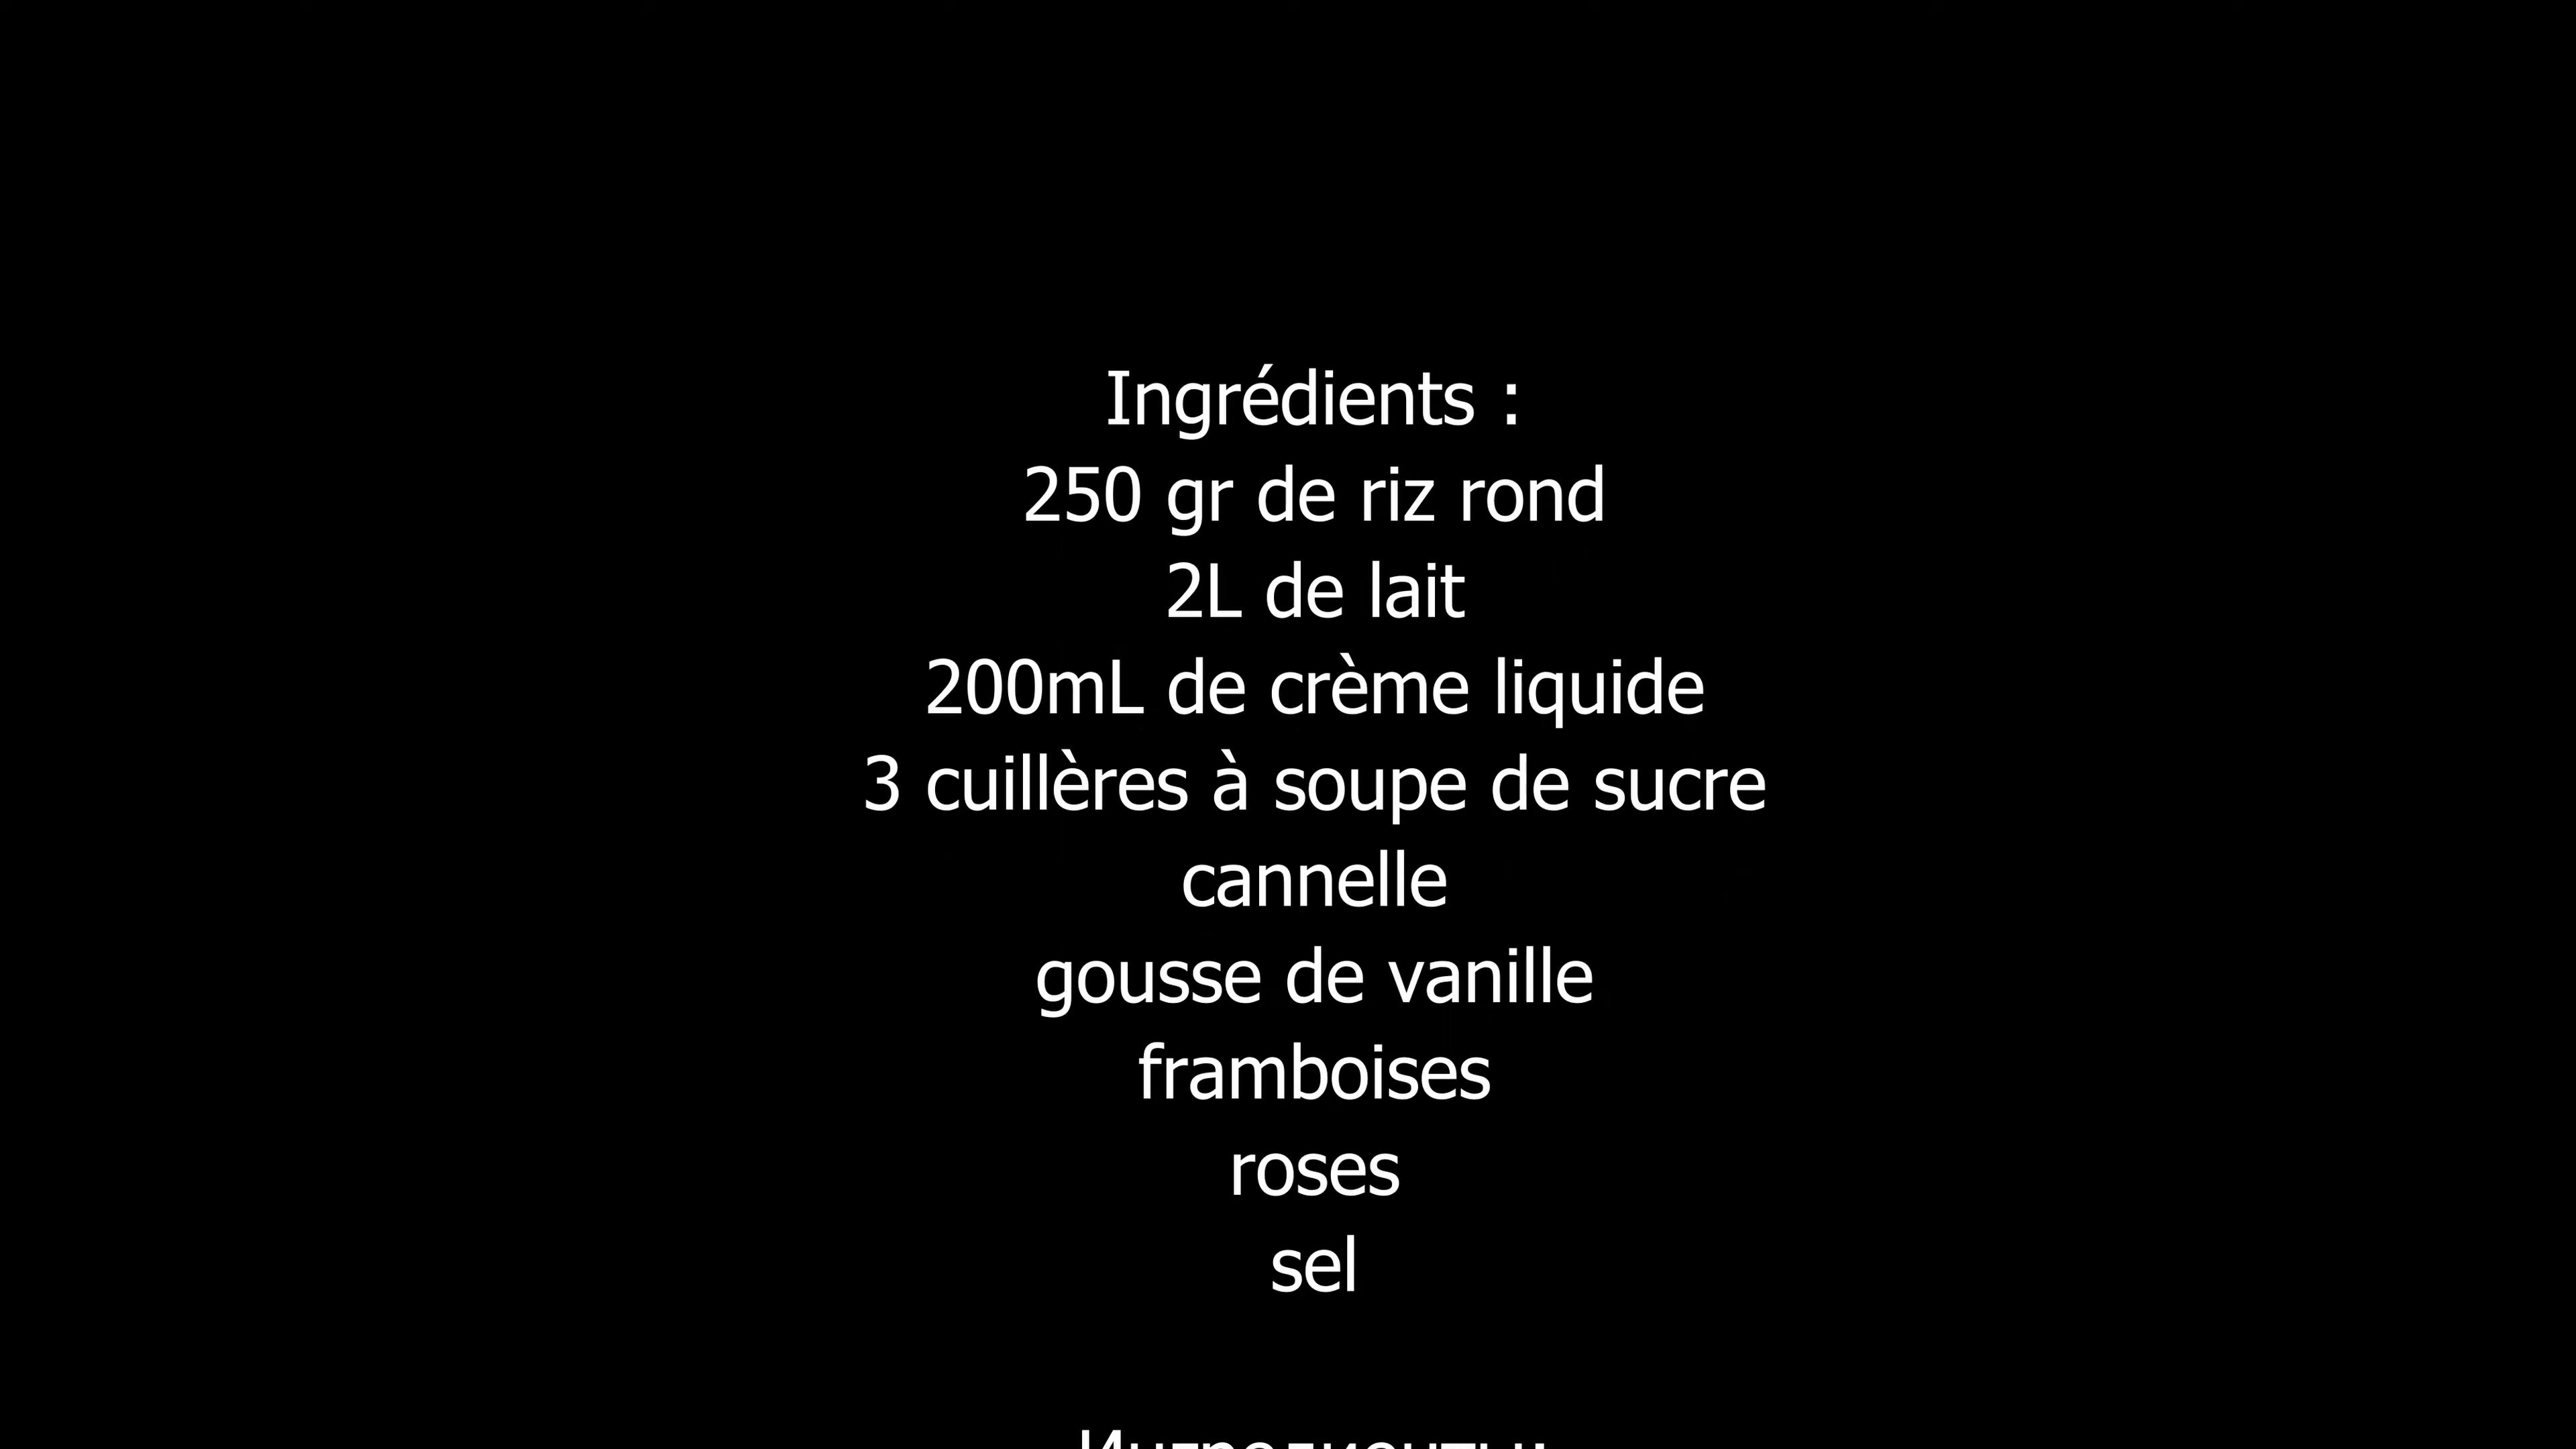 Ingrédients :
250 gr de riz rond
2L de lait
200mL de crème liquide
3 cuillères à soupe de sucre
cannelle
gousse de vanille
framboises
roses
sel
Ингредиенты: